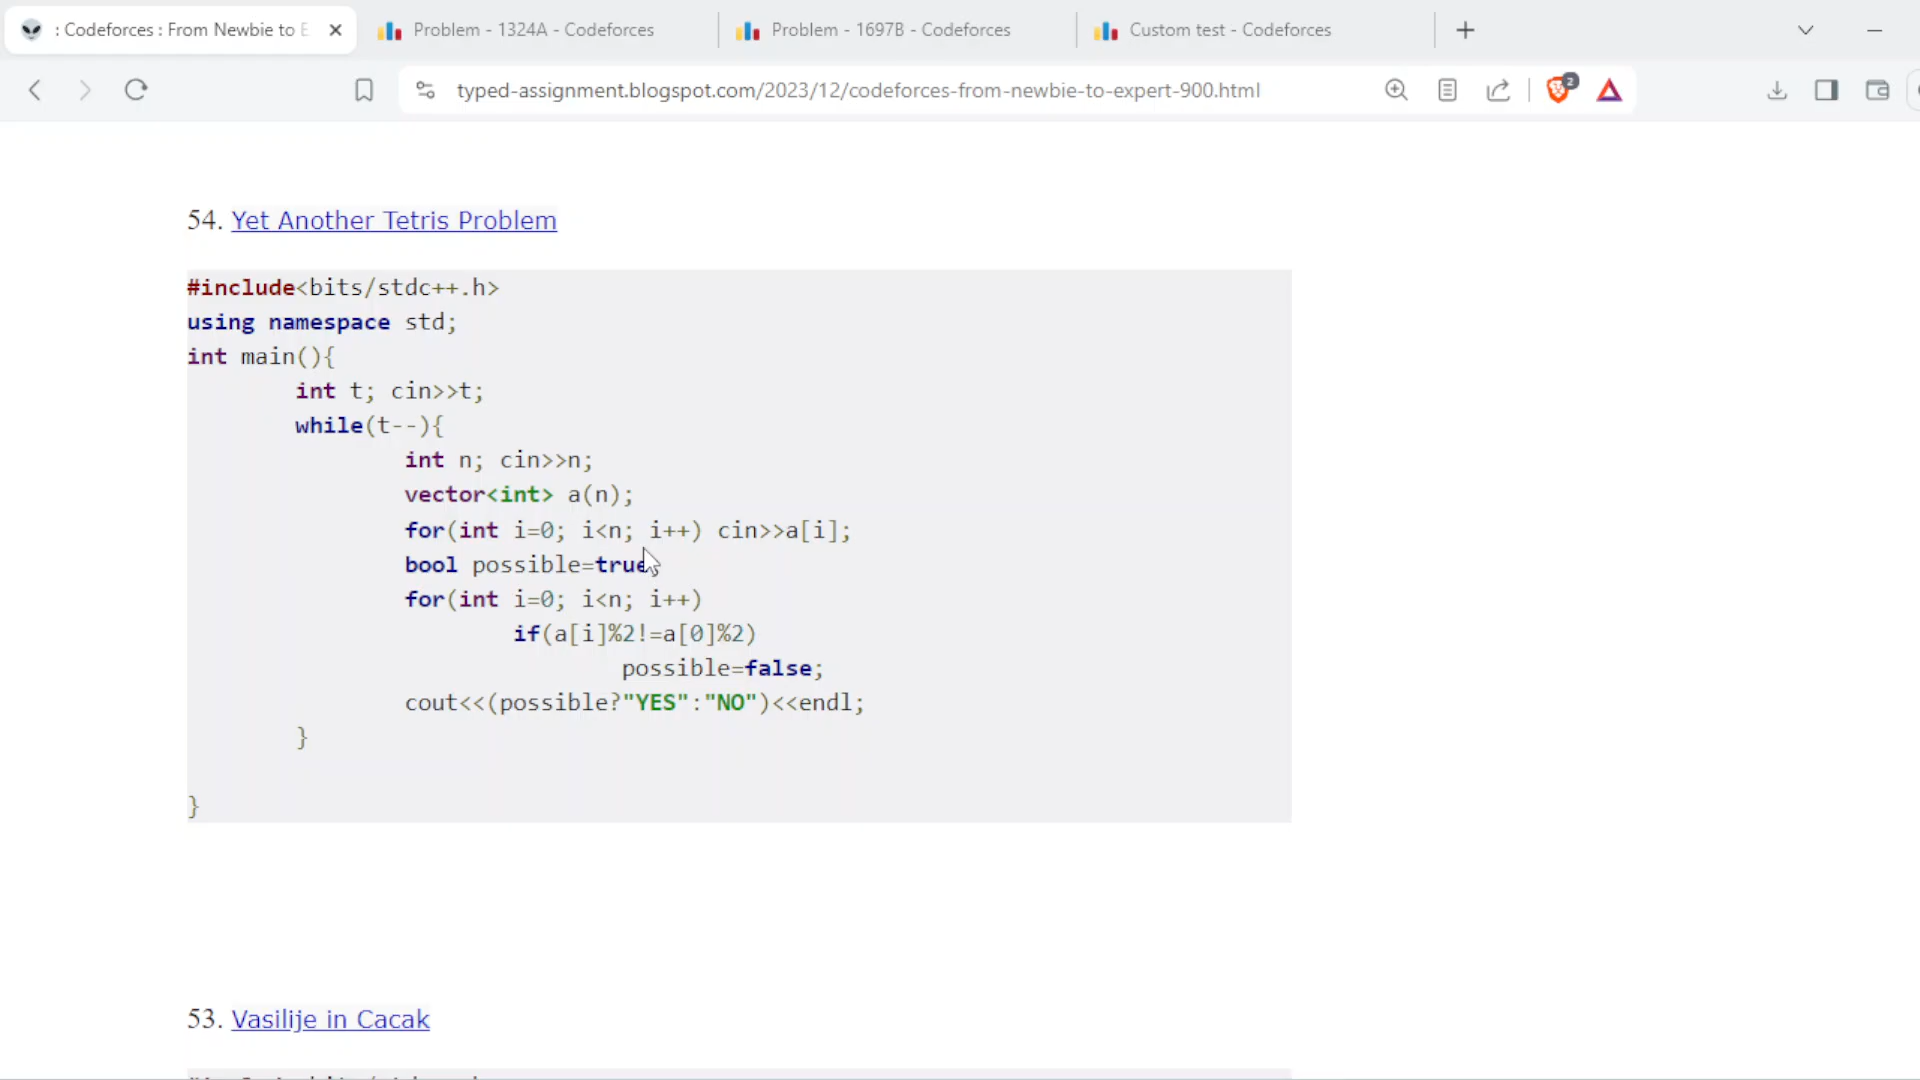 : Codeforces : From Newbie to E
Problem - 1324A - Codeforces
Problem - 1697B - Codeforces
Custom test - Codeforces
typed-assignment.blogspot.com/2023/12/codeforces-from-newbie-to-expert-900.html
2
54. Yet Another Tetris Problem
#include<bits/stdc++.h>
using namespace std;
int main(){
int t; cin>>t;
while(t--){
int n; cin>>n;
vector<int> a(n);
for(int i=0; i<n; i++) cin>>a[i];
bool possible=true;
for(int i=0; i<n; i++)
if(a[i]%2!=a[0]%2)
possible=false;
cout<<(possible?"YES":"NO")<<endl;
}
}
53. Vasilije in Cacak